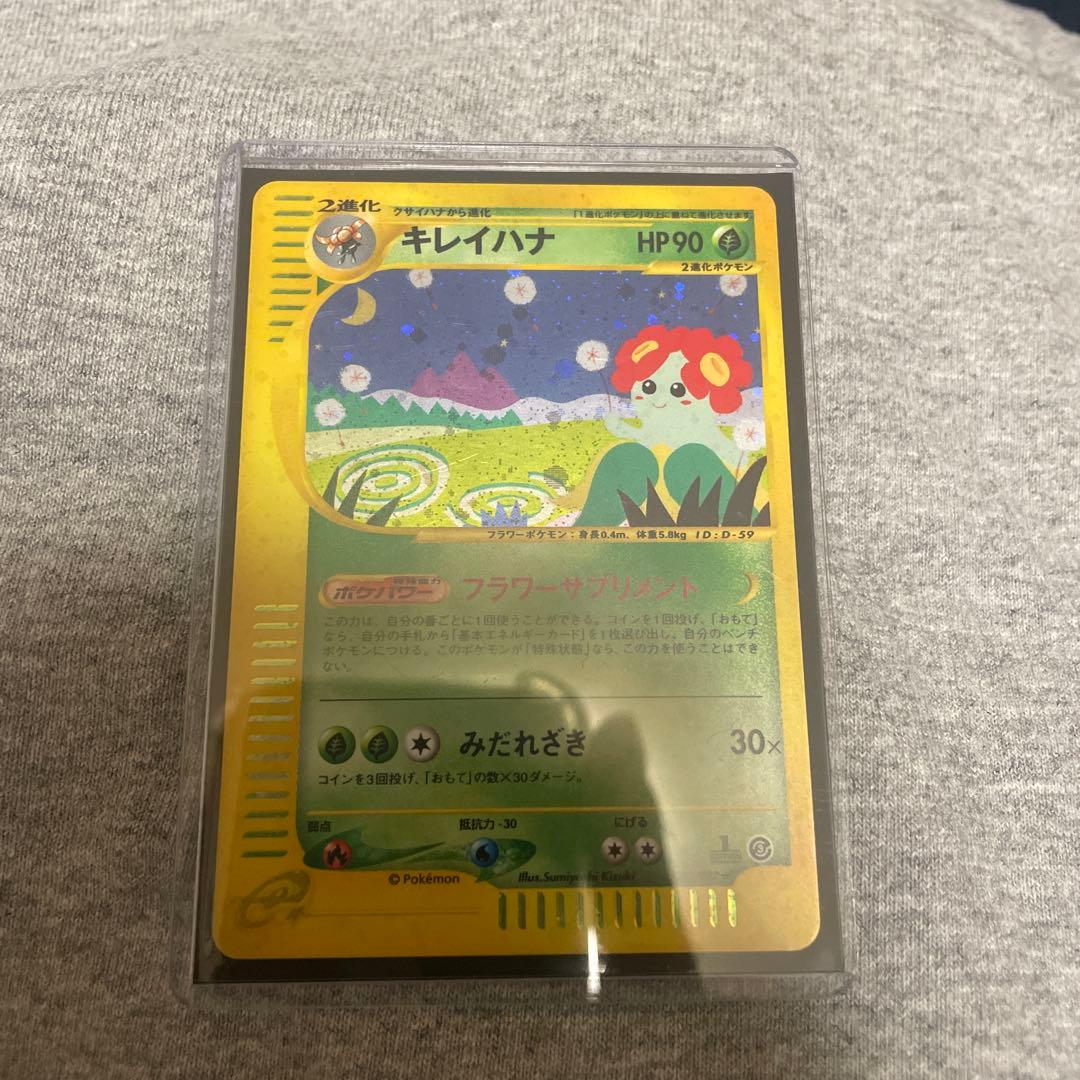 2進化
クサイハナから進化
「1進化ポケモン」の上に重ねて進化させます
キレイハナ
HP90
2進化ポケモン
フラワーポケモン：身長0.4m、体重5.8kg ID：D-59
特殊能力
ポケパワー
フラワーサプリメント
この力は、自分の番ごとに1回使うことができる。コインを1回投げ、「おもて」
なら、自分の手札から「基本エネルギーカード」を1枚選び出し、自分のベンチ
ポケモンにつける。このポケモンが「特殊状態」なら、この力を使うことはでき
ない。
みだれざき
30×
コインを3回投げ、「おもて」の数×30ダメージ。
弱点
抵抗力 -30
にげる
1
EDITION
© Pokémon
Illus.Sumiyoshi Kizuki